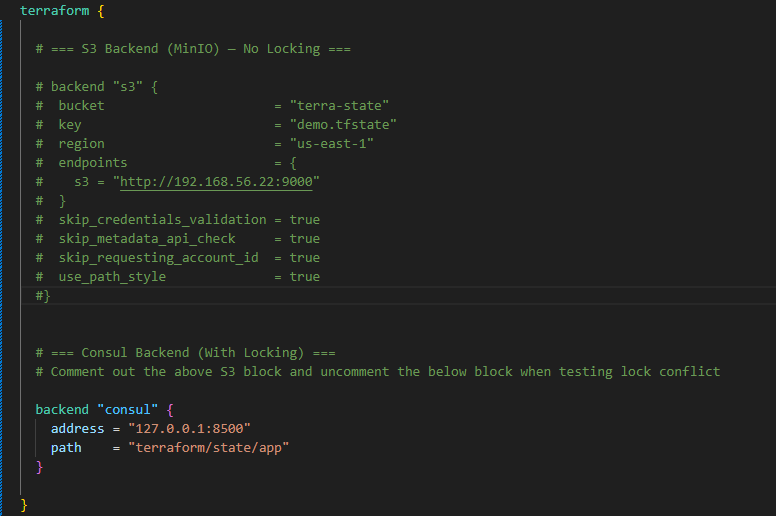 terraform {
# === S3 Backend (MinIO) — No Locking ===
# backend "s3" {
#  bucket                      = "terra-state"
#  key                         = "demo.tfstate"
#  region                      = "us-east-1"
#  endpoints                   = {
#    s3 = "http://192.168.56.22:9000"
#  }
#  skip_credentials_validation = true
#  skip_metadata_api_check     = true
#  skip_requesting_account_id  = true
#  use_path_style              = true
#}
# === Consul Backend (With Locking) ===
# Comment out the above S3 block and uncomment the below block when testing lock conflict
backend "consul" {
address = "127.0.0.1:8500"
path    = "terraform/state/app"
}
}